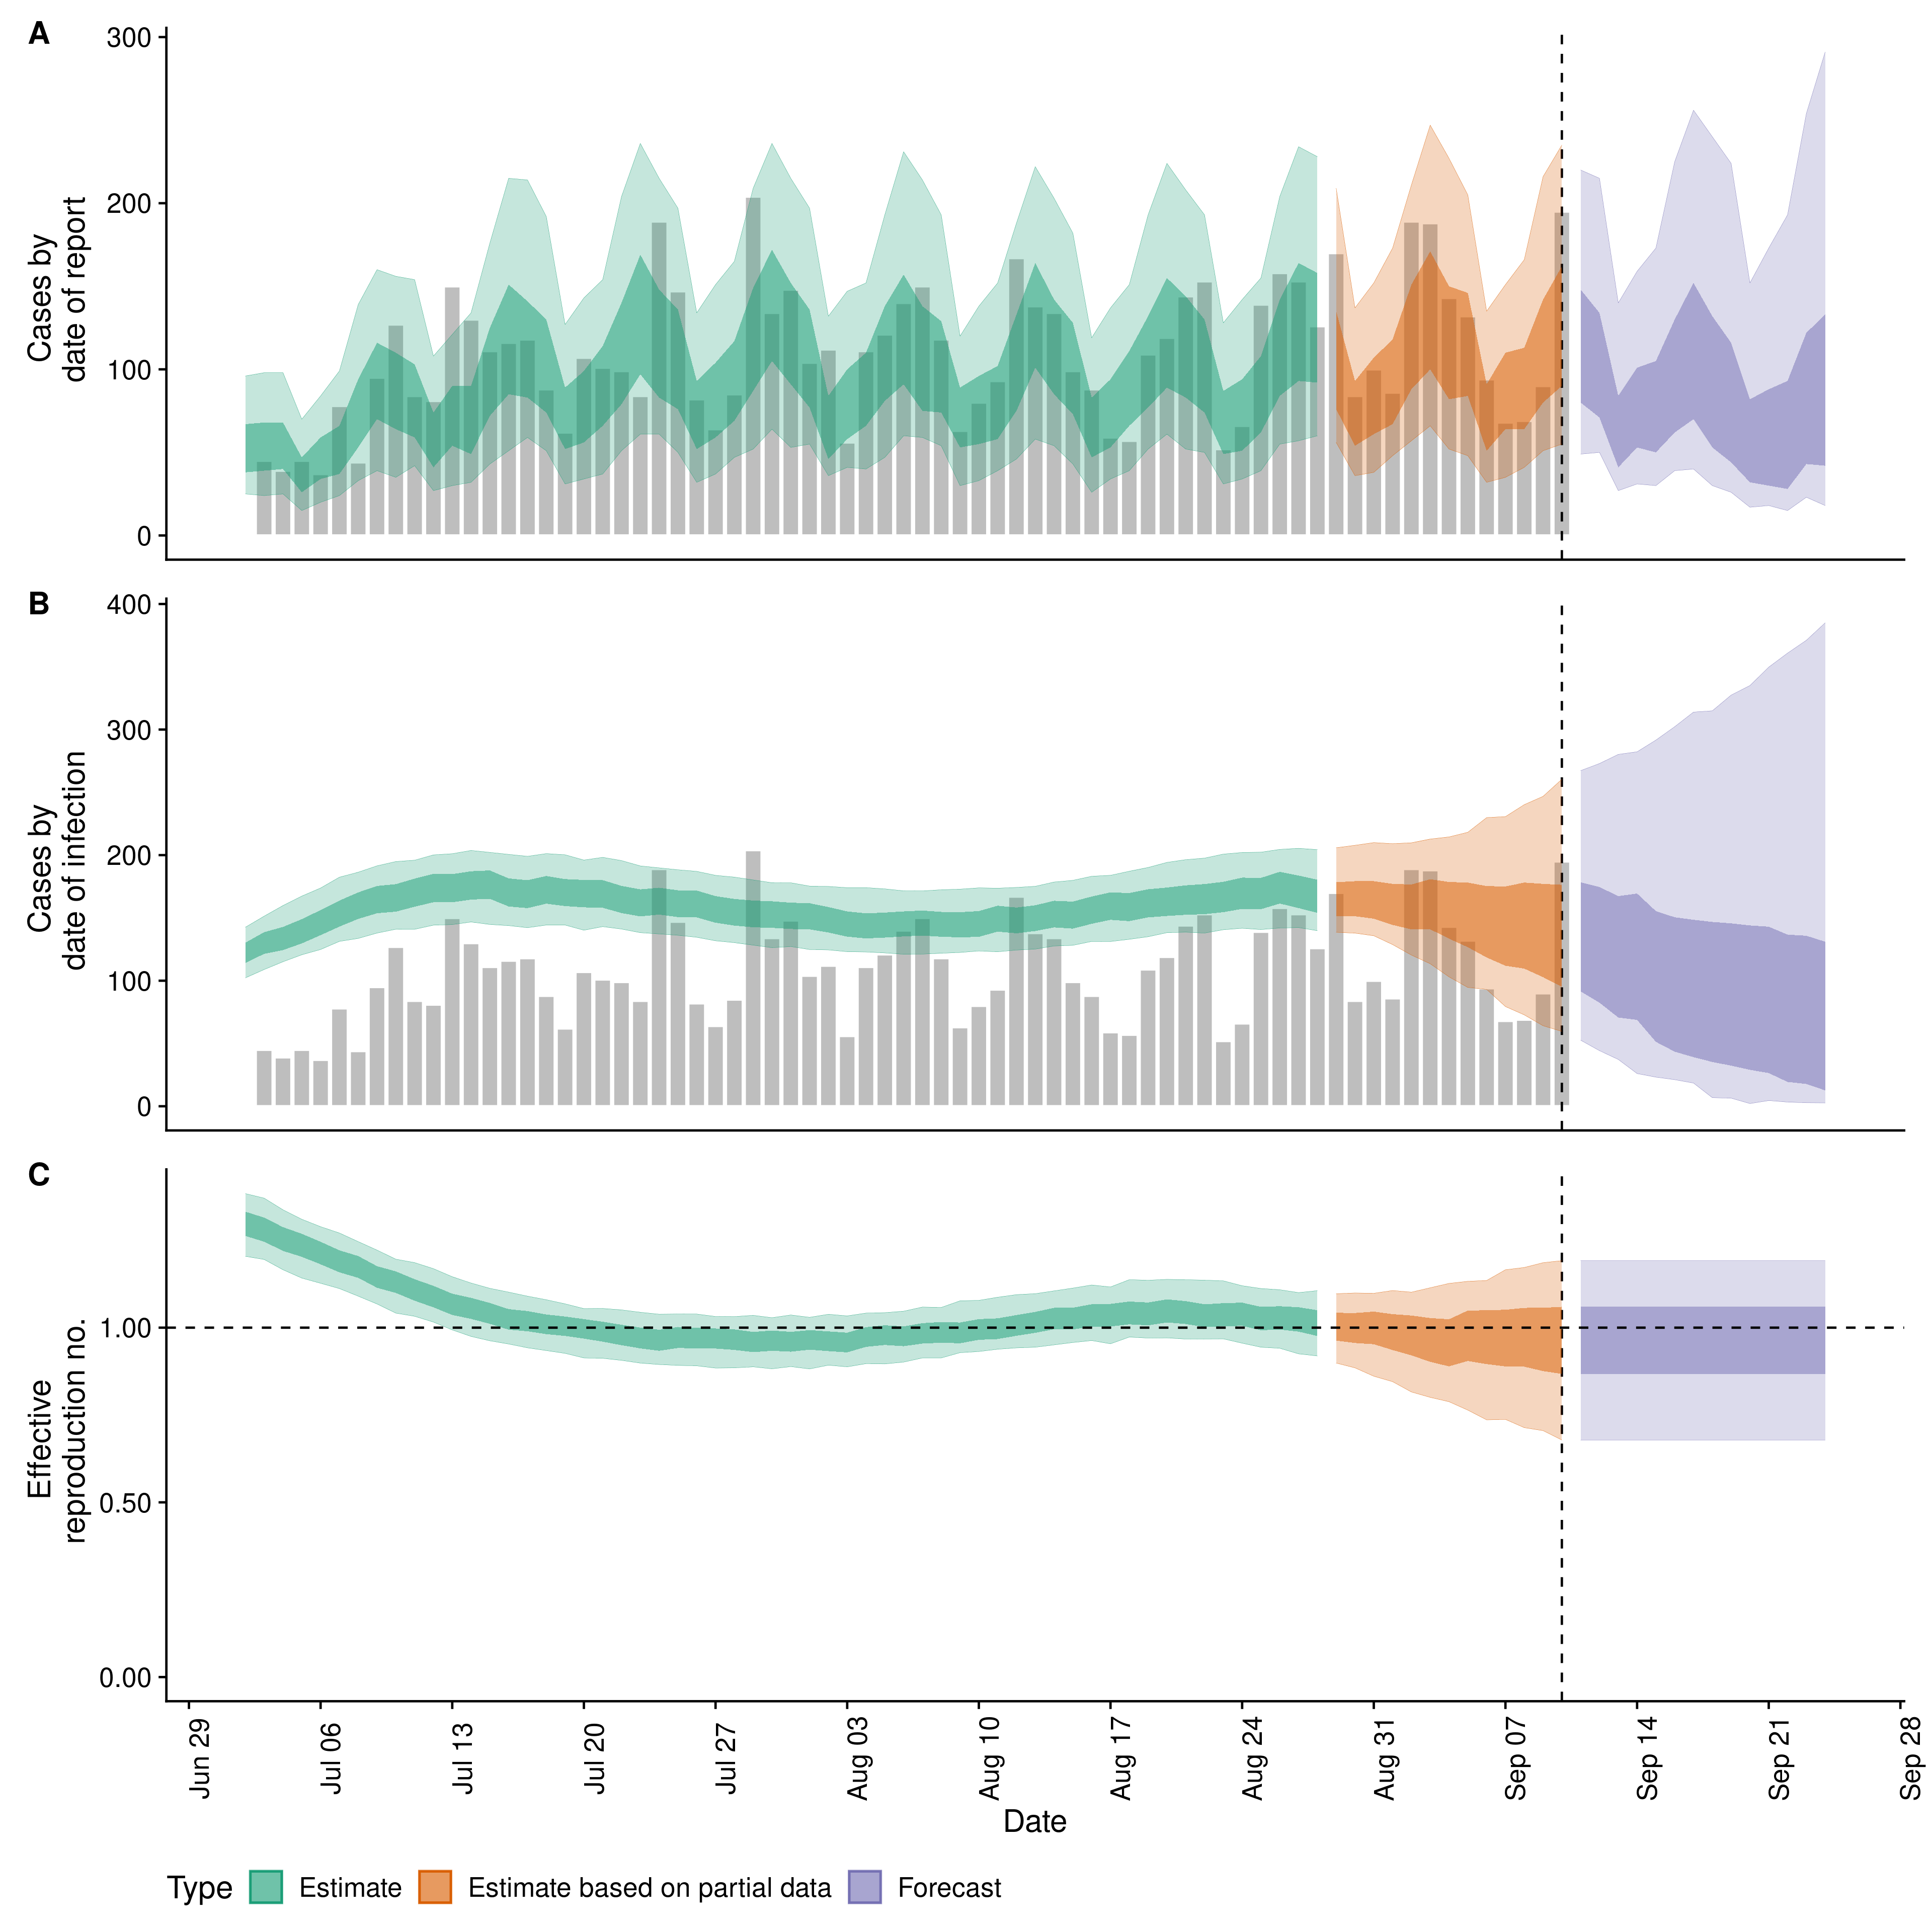 A
Cases by
date of report
300
200
100
0
B
Cases by
date of infection
400
300
200
100
0
C
Effective
reproduction no.
1.00
0.50
0.00
Jun 29
Jul 06
Jul 13
Jul 20
Jul 27
Aug 03
Aug 10
Aug 17
Aug 24
Aug 31
Sep 07
Sep 14
Sep 21
Sep 28
Date
Type Estimate Estimate based on partial data Forecast